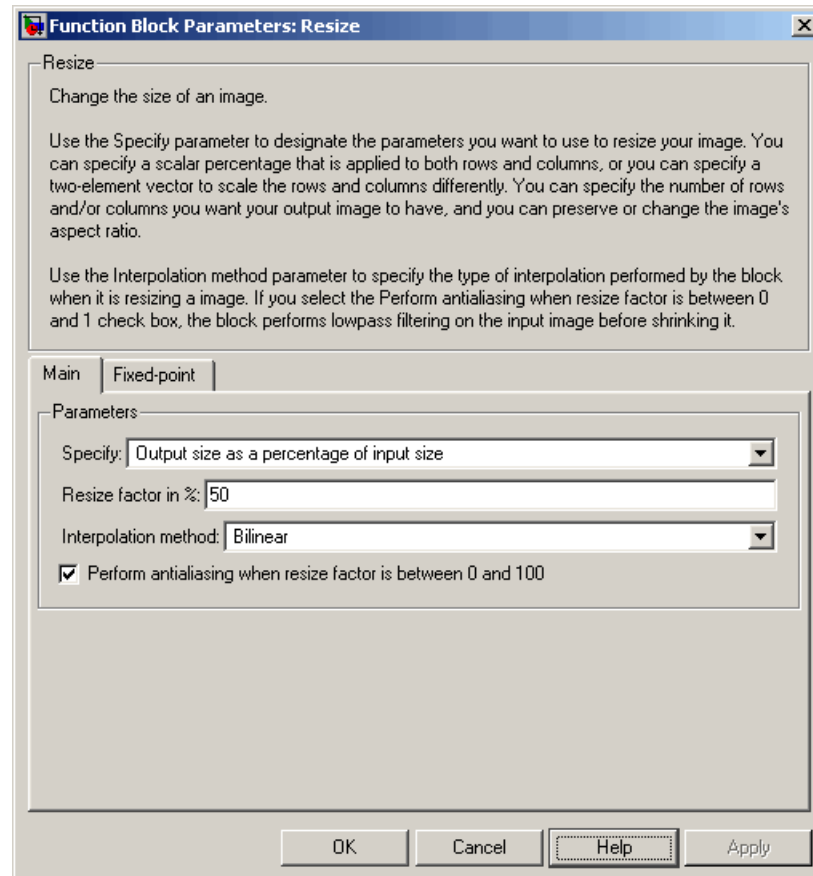 Function Block Parameters: Resize
Resize
Change the size of an image.
Use the Specify parameter to designate the parameters you want to use to resize your image. You
can specify a scalar percentage that is applied to both rows and columns, or you can specify a
two-element vector to scale the rows and columns differently. You can specify the number of rows
and/or columns you want your output image to have, and you can preserve or change the image's
aspect ratio.
Use the Interpolation method parameter to specify the type of interpolation performed by the block
when it is resizing a image. If you select the Perform antialiasing when resize factor is between 0
and 1 check box, the block performs lowpass filtering on the input image before shrinking it.
Main Fixed-point
Parameters
Specify: Output size as a percentage of input size
Resize factor in %: 50
Interpolation method: Bilinear
Perform antialiasing when resize factor is between 0 and 100
OK Cancel Help Apply